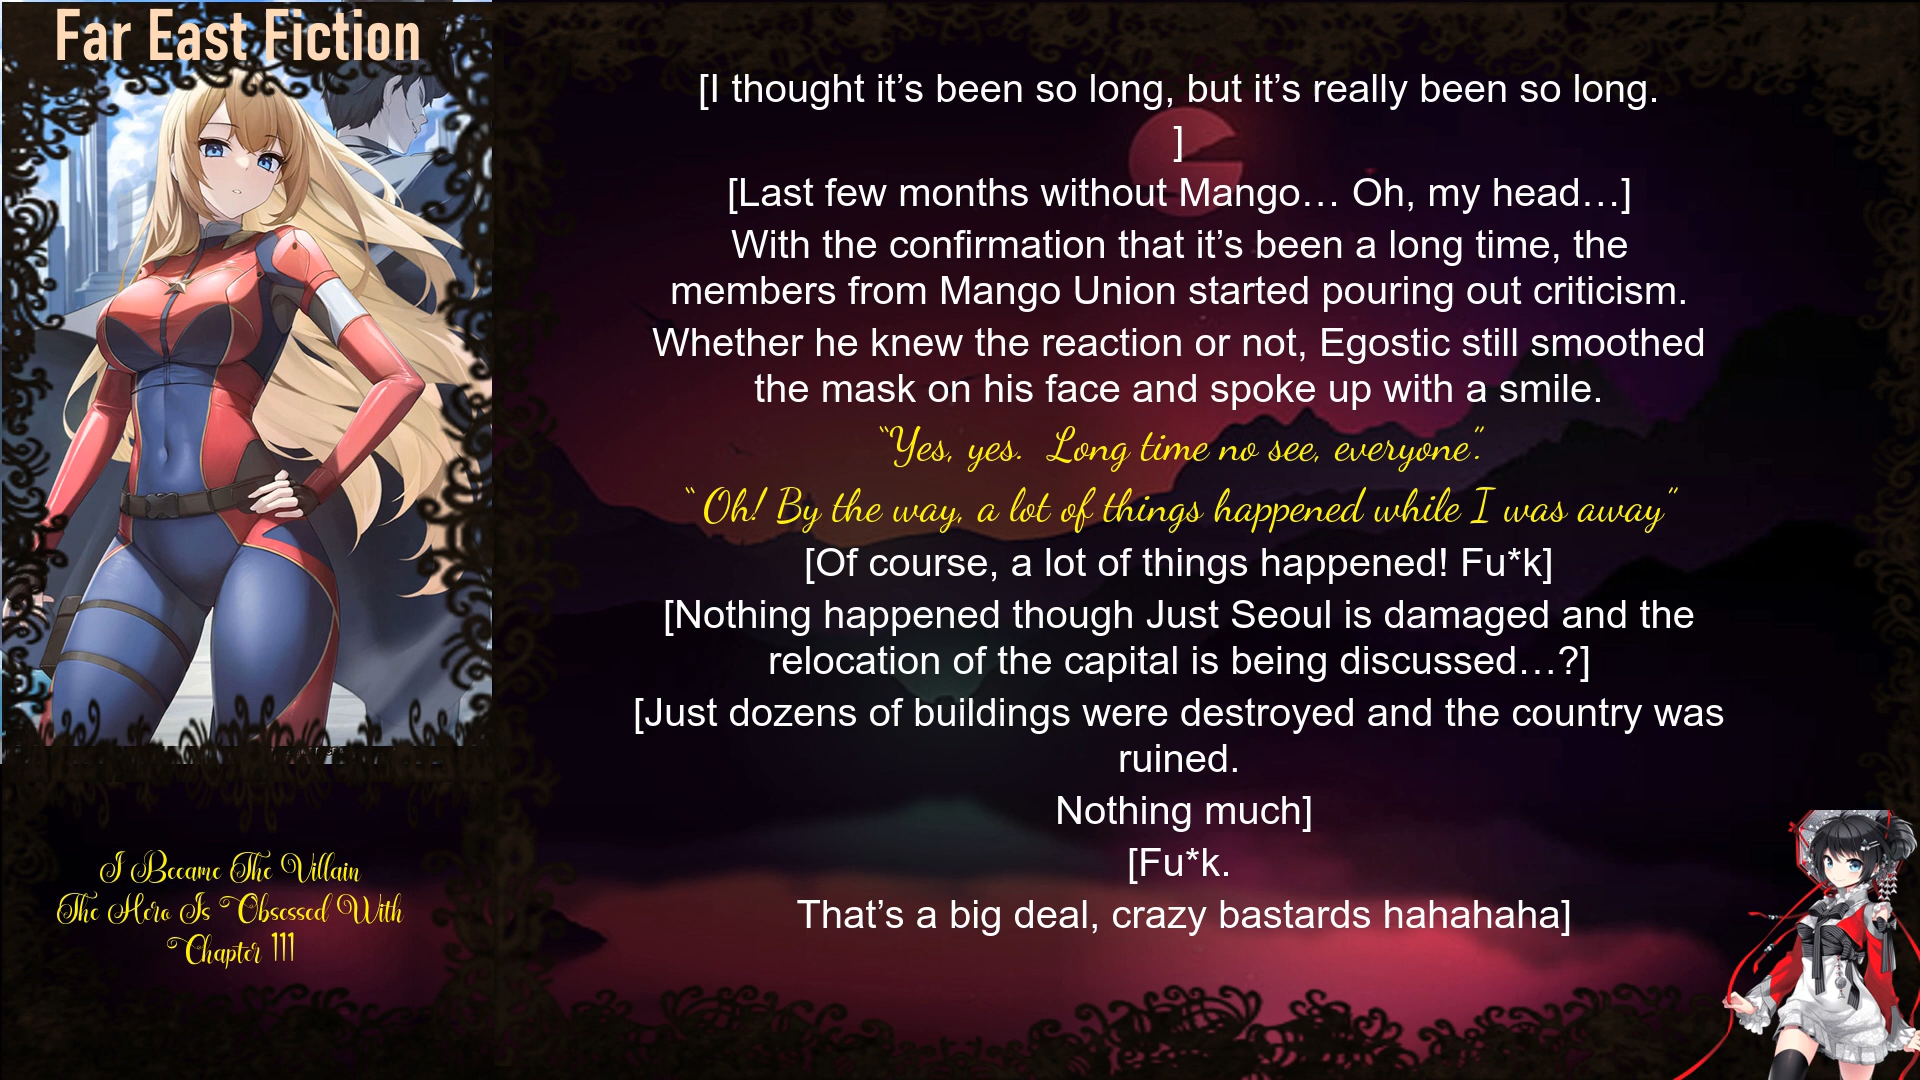 Far East Fiction
[I thought it’s been so long, but it’s really been so long.
]
[Last few months without Mango… Oh, my head…]
With the confirmation that it’s been a long time, the
members from Mango Union started pouring out criticism.
Whether he knew the reaction or not, Egostic still smoothed
the mask on his face and spoke up with a smile.
“Yes, yes. Long time no see, everyone”.
“ Oh! By the way, a lot of things happened while I was away”
[Of course, a lot of things happened! Fu*k]
[Nothing happened though Just Seoul is damaged and the
relocation of the capital is being discussed…?]
[Just dozens of buildings were destroyed and the country was
ruined.
Nothing much]
[Fu*k.
That’s a big deal, crazy bastards hahahaha]
I Became The Villain
The Hero Is Obsessed With
Chapter 111